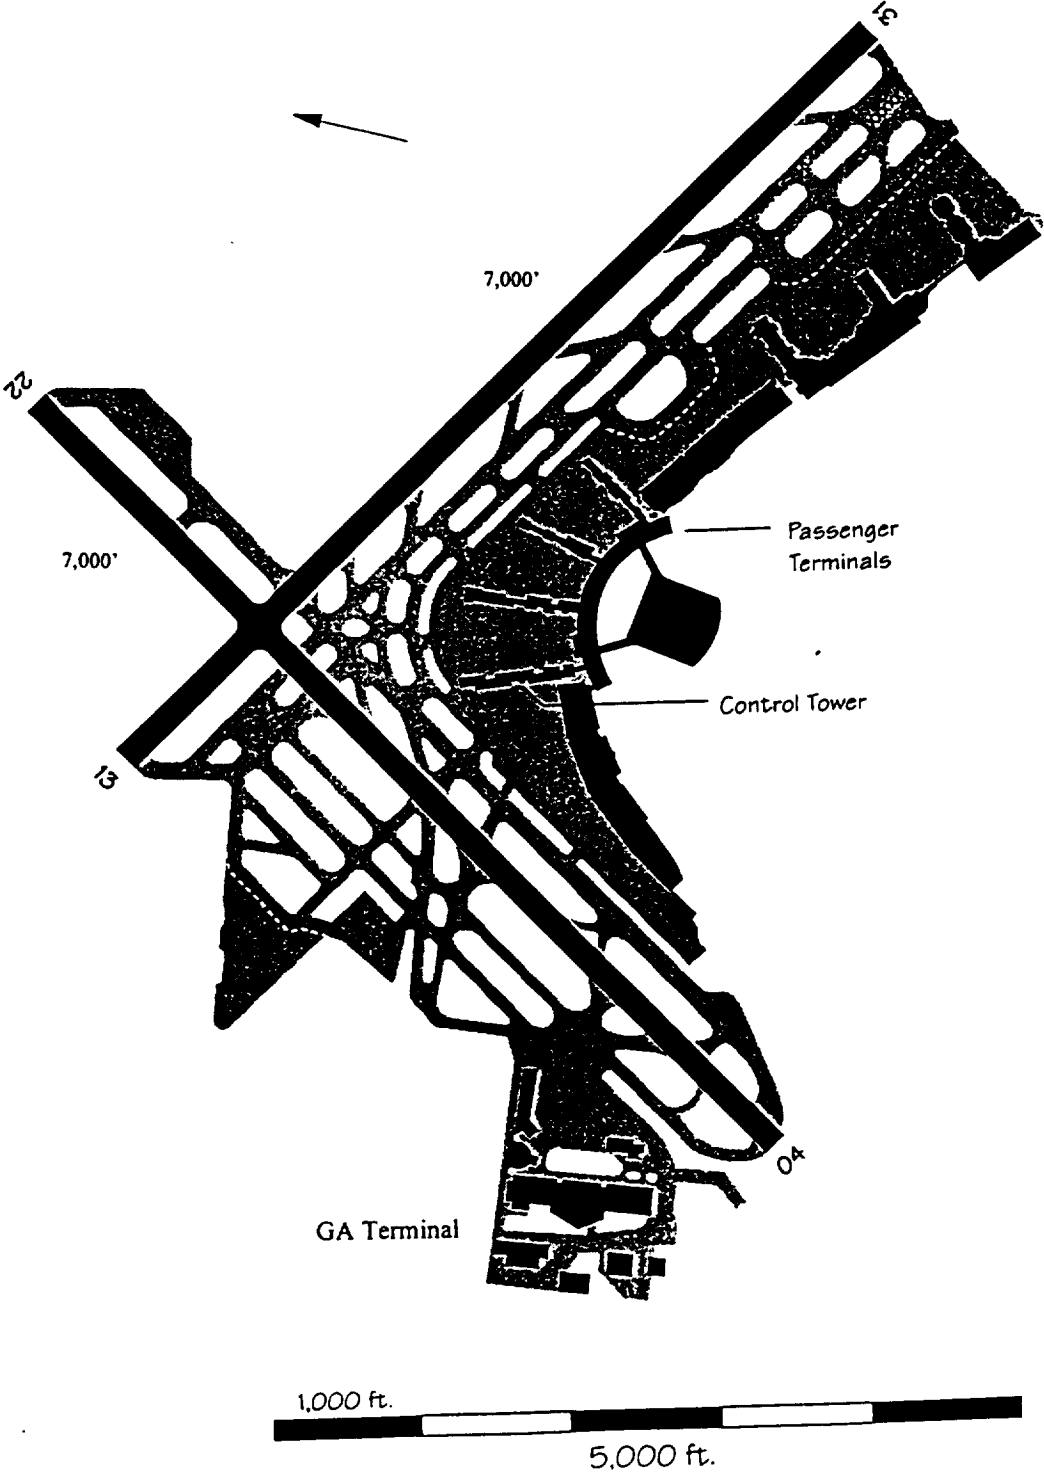 31
7,000'
22
7,000'
Passenger
Terminals
Control Tower
13
04
GA Terminal
1,000 ft.
5,000 ft.